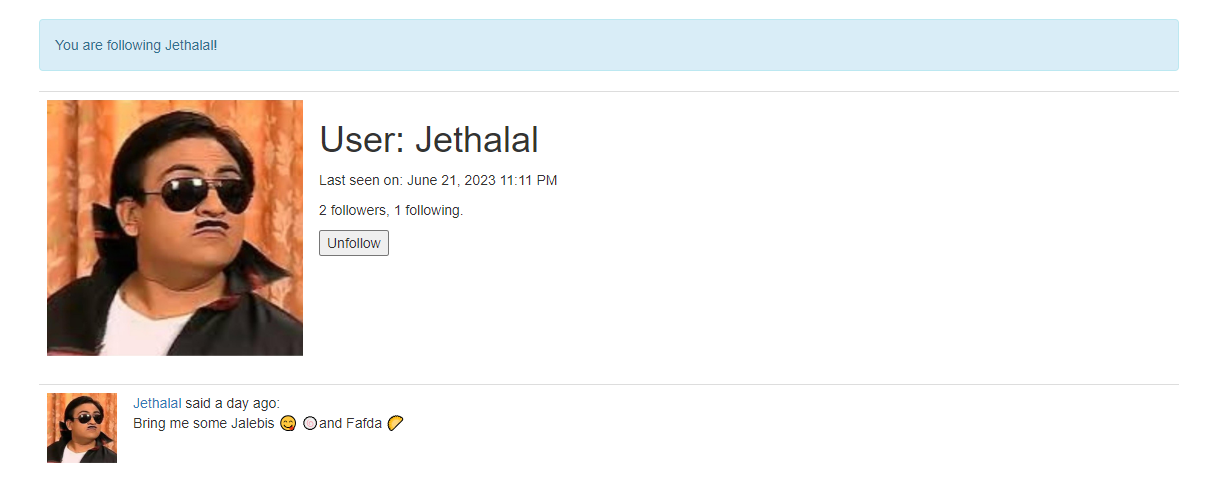 You are following Jethalal!
User: Jethalal
Last seen on: June 21, 2023 11:11 PM
2 followers, 1 following.
Unfollow
Jethalal said a day ago:
Bring me some Jalebis 😋 🍥and Fafda 🌮